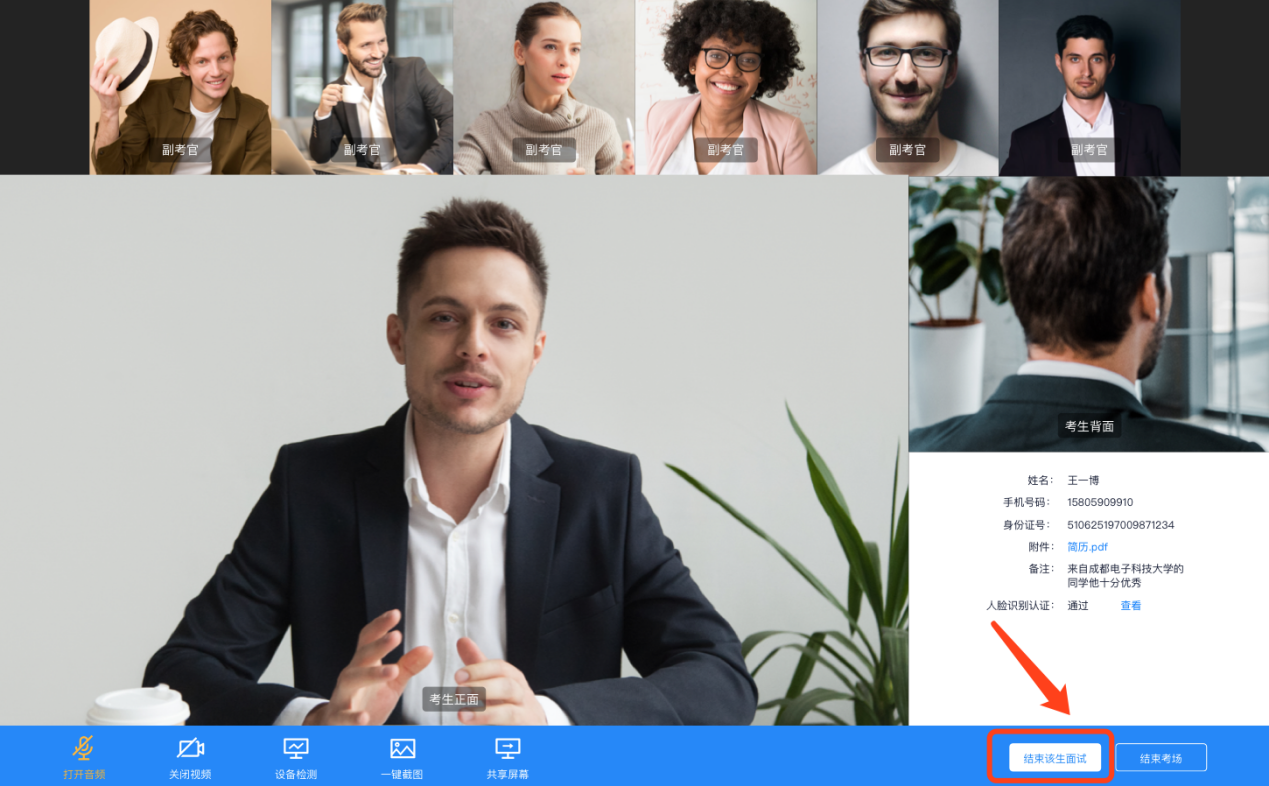 副考官
副考官
副考官
副考官
副考官
副考官
考生正面
考生背面
姓名: 王一博
手机号码: 15805909910
身份证号: 510625197009871234
附件: 简历.pdf
备注: 来自成都电子科技大学的
同学他十分优秀
人脸识别认证: 通过 查看
打开音频
关闭视频
设备检测
一键截图
共享屏幕
结束该生面试
结束考场